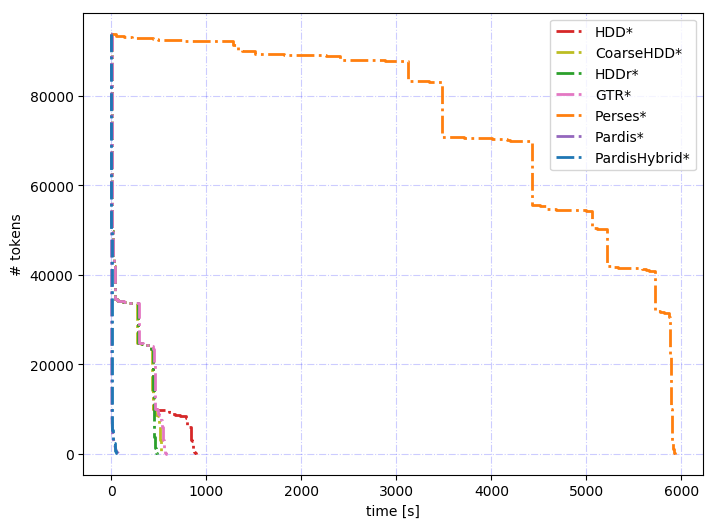 HDD*
CoarseHDD*
HDDr*
GTR*
Perses*
Pardis*
PardisHybrid*
# tokens
80000
60000
40000
20000
0
0 1000 2000 3000 4000 5000 6000
time [s]